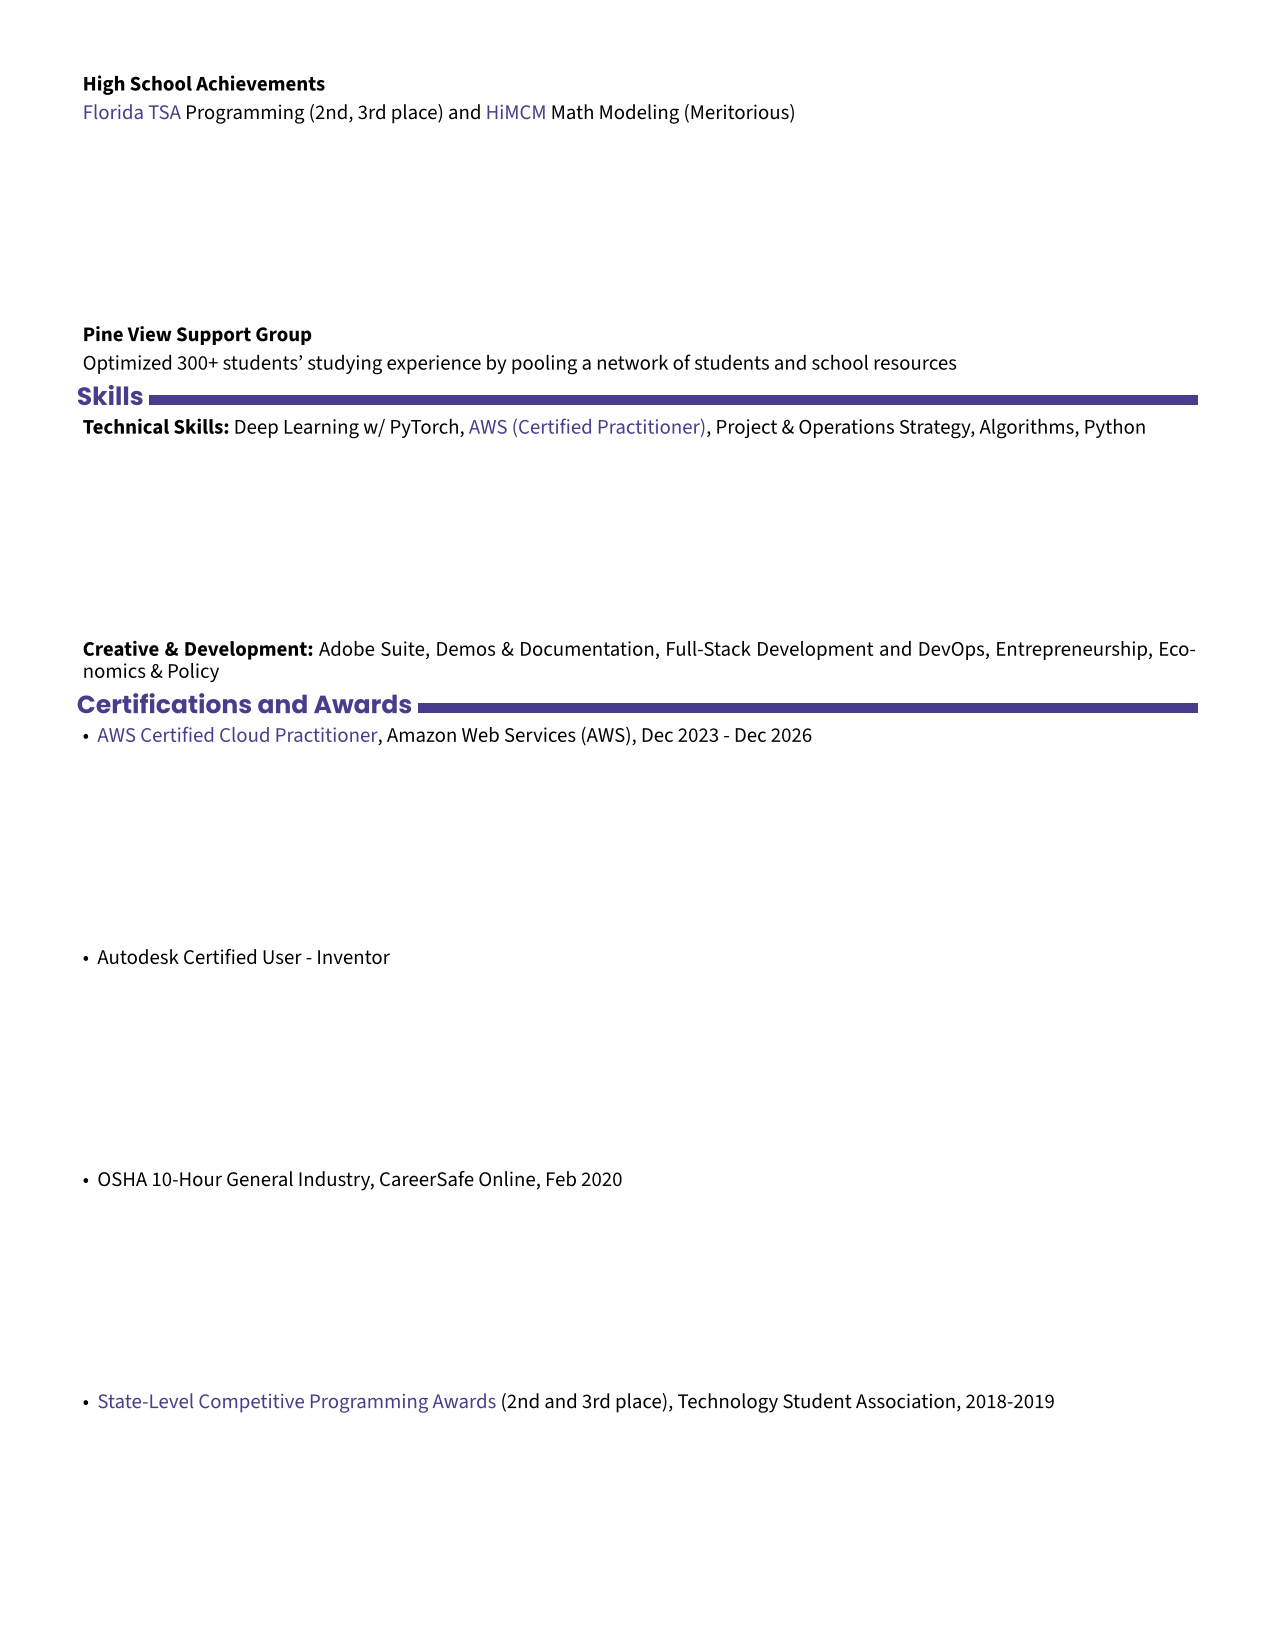 High School Achievements
Florida TSA Programming (2nd, 3rd place) and HiMCM Math Modeling (Meritorious)
Pine View Support Group
Optimized 300+ students’ studying experience by pooling a network of students and school resources
Skills
Technical Skills: Deep Learning w/ PyTorch, AWS (Certified Practitioner), Project & Operations Strategy, Algorithms, Python
Creative & Development: Adobe Suite, Demos & Documentation, Full-Stack Development and DevOps, Entrepreneurship, Eco-
nomics & Policy
Certifications and Awards
• AWS Certified Cloud Practitioner, Amazon Web Services (AWS), Dec 2023 - Dec 2026
• Autodesk Certified User - Inventor
• OSHA 10-Hour General Industry, CareerSafe Online, Feb 2020
• State-Level Competitive Programming Awards (2nd and 3rd place), Technology Student Association, 2018-2019